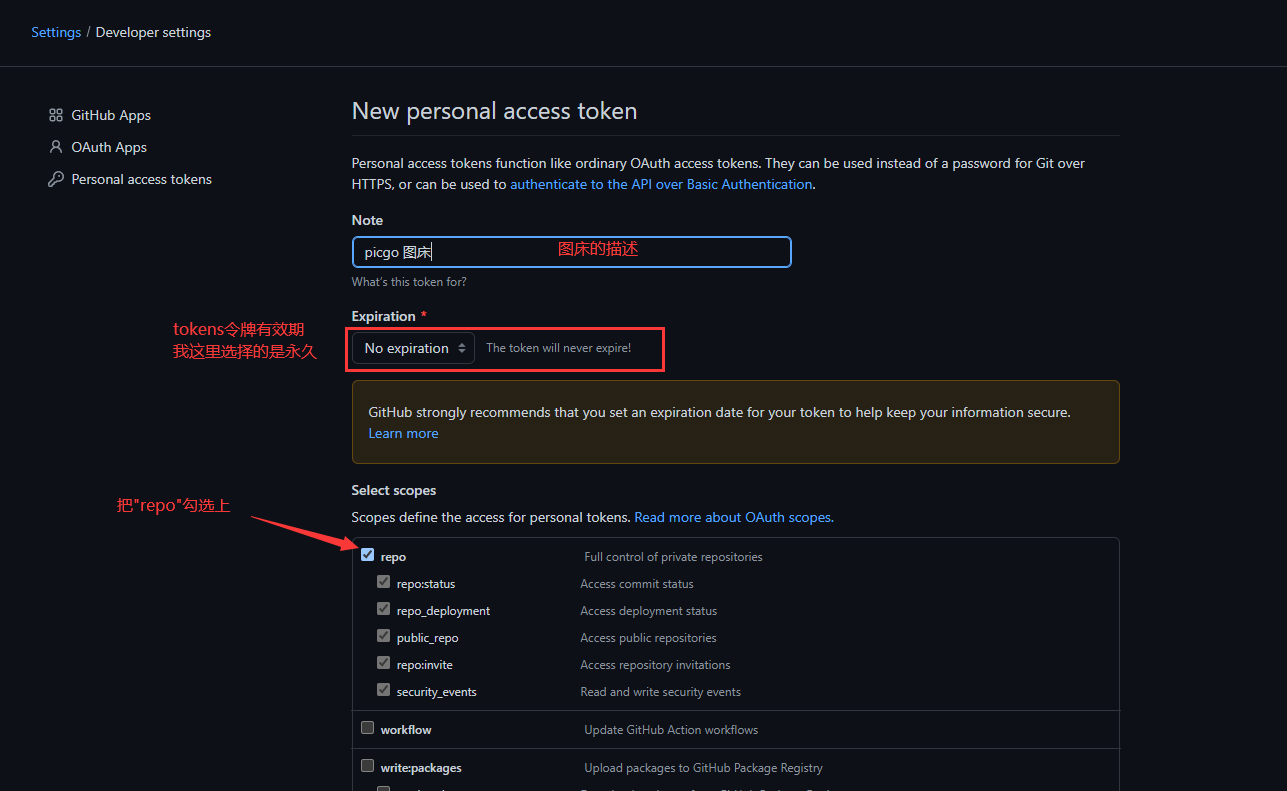 Settings / Developer settings
GitHub Apps
OAuth Apps
Personal access tokens
New personal access token
Personal access tokens function like ordinary OAuth access tokens. They can be used instead of a password for Git over
HTTPS, or can be used to authenticate to the API over Basic Authentication.
Note
picgo 图床
图床的描述
What's this token for?
Expiration *
tokens令牌有效期
我这里选择的是永久
No expiration
The token will never expire!
GitHub strongly recommends that you set an expiration date for your token to help keep your information secure.
Learn more
Select scopes
把"repo"勾选上
Scopes define the access for personal tokens. Read more about OAuth scopes.
repo Full control of private repositories
repo:status Access commit status
repo_deployment Access deployment status
public_repo Access public repositories
repo:invite Access repository invitations
security_events Read and write security events
workflow Update GitHub Action workflows
write:packages Upload packages to GitHub Package Registry